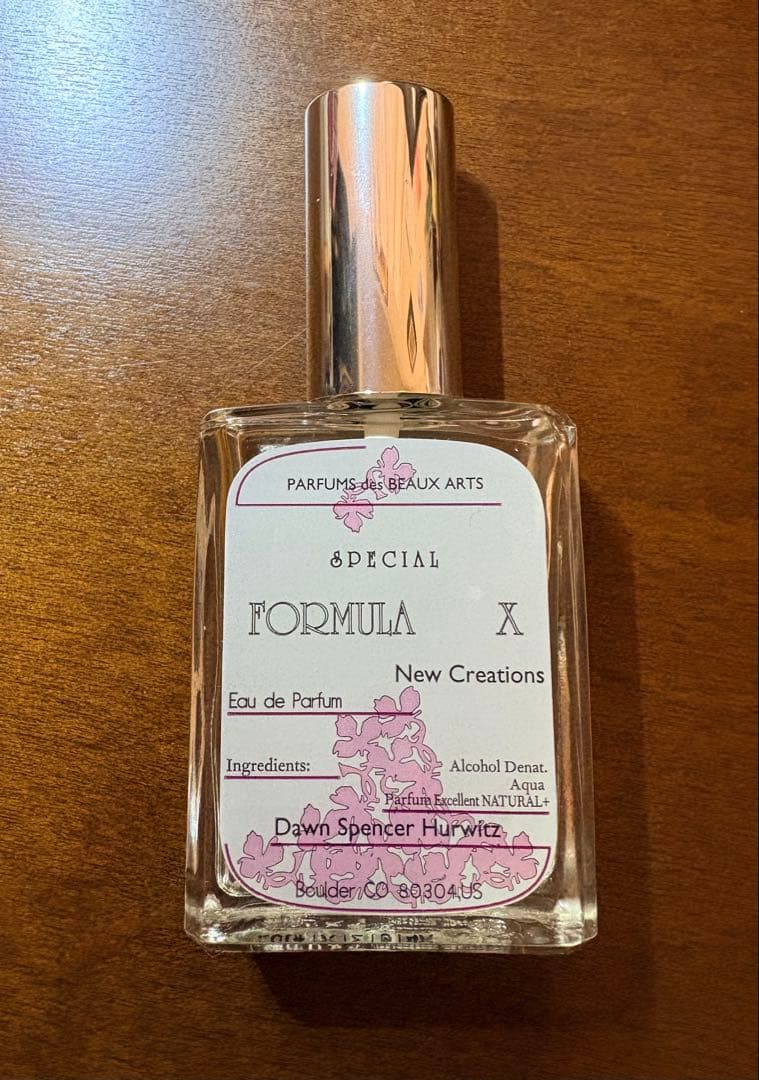 PARFUMS des BEAUX ARTS
SPECIAL
FORMULA X
New Creations
Eau de Parfum
Ingredients: Alcohol Denat.
Aqua
Parfum Excellent NATURAL+
Dawn Spencer Hurwitz
Boulder CO 80304,US